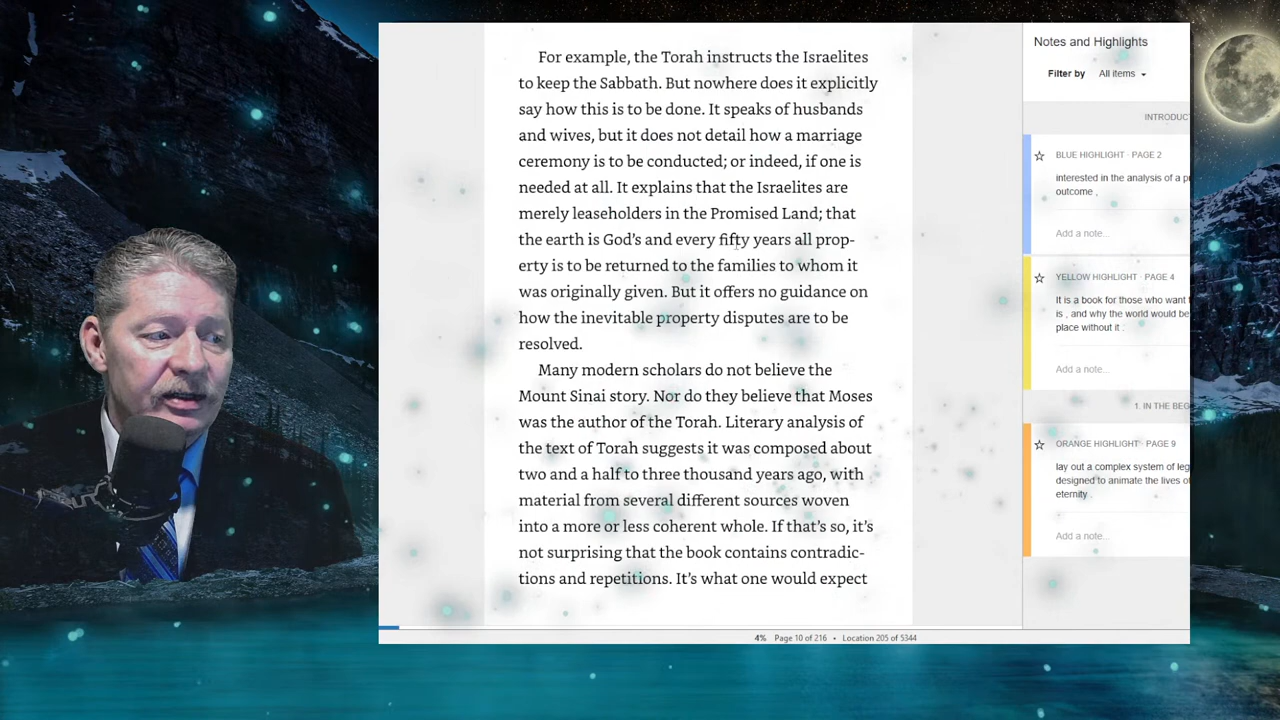 For example, the Torah instructs the Israelites
to keep the Sabbath. But nowhere does it explicitly
say how this is to be done. It speaks of husbands
and wives, but it does not detail how a marriage
ceremony is to be conducted; or indeed, if one is
needed at all. It explains that the Israelites are
merely leaseholders in the Promised Land; that
the earth is God's and every fifty years all prop-
erty is to be returned to the families to whom it
was originally given. But it offers no guidance on
how the inevitable property disputes are to be
resolved.
Many modern scholars do not believe the
Mount Sinai story. Nor do they believe that Moses
was the author of the Torah. Literary analysis of
the text of Torah suggests it was composed about
two and a half to three thousand years ago, with
material from several different sources woven
into a more or less coherent whole. If that's so, it's
not surprising that the book contains contradic-
tions and repetitions. It's what one would expect
4% Page 10 of 216 • Location 205 of 5344
Notes and Highlights
Filter by All items
INTRODUCT
BLUE HIGHLIGHT · PAGE 2
interested in the analysis of a p
outcome ,
Add a note...
YELLOW HIGHLIGHT · PAGE 4
It is a book for those who want
is , and why the world would be
place without it .
Add a note...
1. IN THE BEG
ORANGE HIGHLIGHT · PAGE 9
lay out a complex system of leg
designed to animate the lives of
eternity .
Add a note...